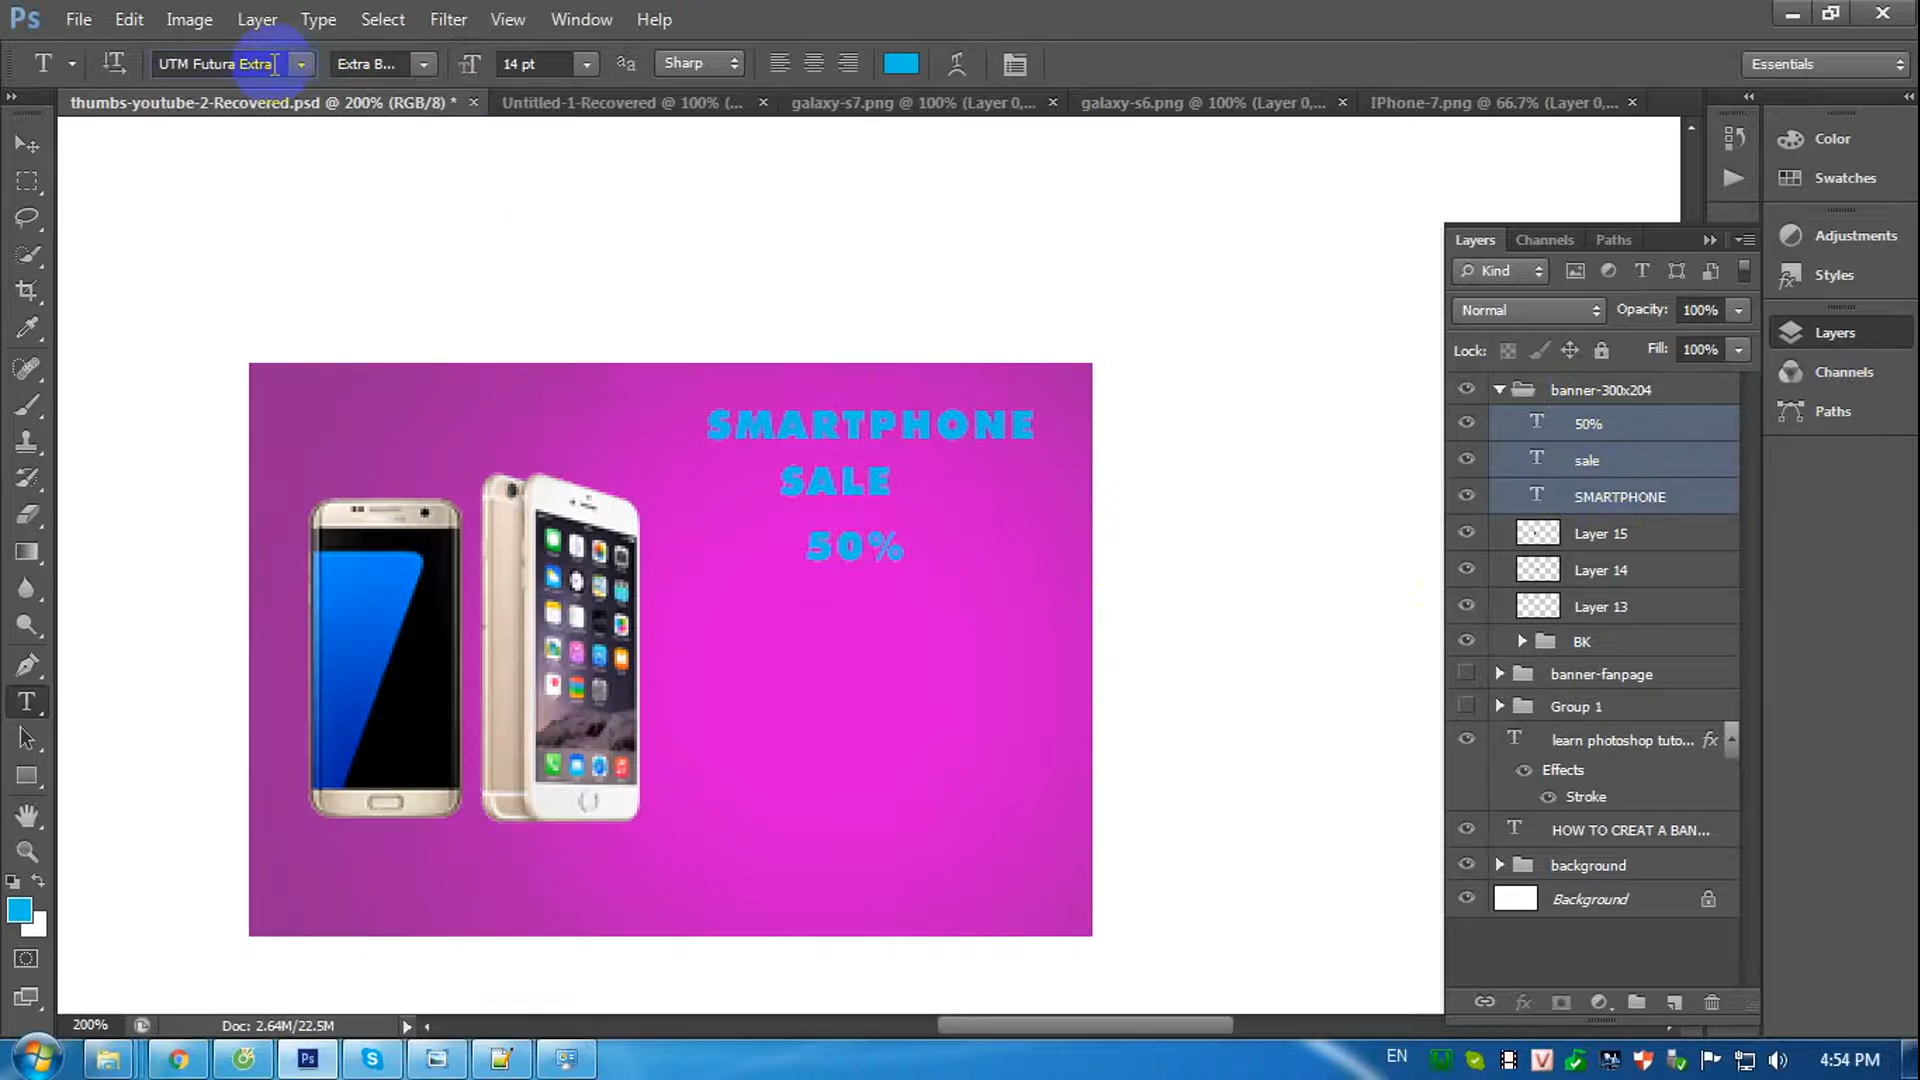 Ps File Edit Image Layer Type Select Filter View Window Help
T UTM Futura Extra Extra B... 14 pt aa Sharp Essentials
thumbs-youtube-2-Recovered.psd @ 200% (RGB/8) * Untitled-1-Recovered @ 100% (... galaxy-s7.png @ 100% (Layer 0,... galaxy-s6.png @ 100% (Layer 0,... IPhone-7.png @ 66.7% (Layer 0,...
SMARTPHONE
SALE
50%
Layers Channels Paths
Kind
Normal Opacity: 100%
Lock: Fill: 100%
banner-300x204
50%
sale
SMARTPHONE
Layer 15
Layer 14
Layer 13
BK
banner-fanpage
Group 1
learn photoshop tuto... fx
Effects
Stroke
HOW TO CREAT A BAN...
background
Background
Color
Swatches
Adjustments
Styles
Layers
Channels
Paths
200% Doc: 2.64M/22.5M
Ps EN 4:54 PM